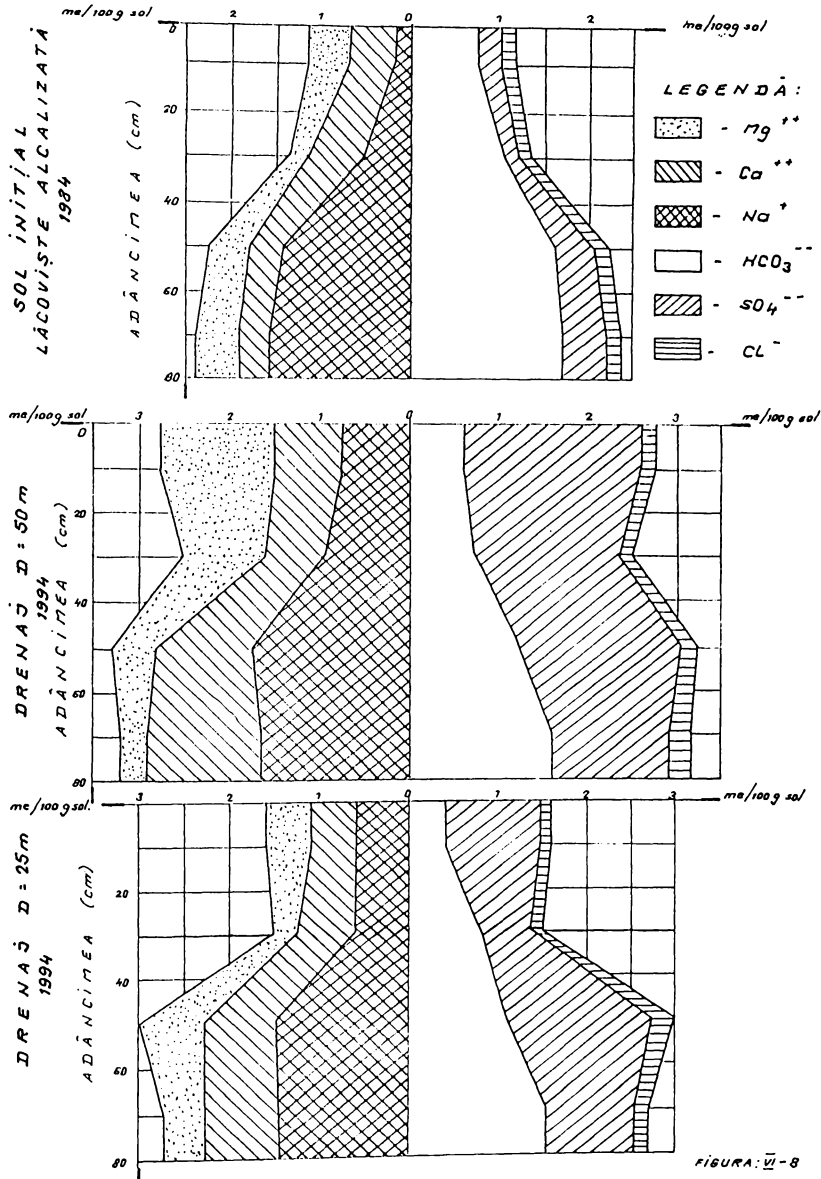 me/100g sol 2 1 0 1 2 me/100g sol
SOL INIȚIAL
LĂCOVIȘTE ALCALIZATĂ
1984
ADÂNCIMEA (cm)
0
20
40
60
80
LEGENDĂ:
- Mg++
- Ca++
- Na+
- HCO3--
- SO4--
- CL-
me/100g sol 3 2 1 0 1 2 3 me/100g sol
DRENAJ D=50m
1994
ADÂNCIMEA (cm)
0
20
40
60
80
me/100g sol. 3 2 1 0 1 2 3 me/100g sol
DRENAJ D=25m
1994
ADÂNCIMEA (cm)
20
40
60
80
FIGURA: VI-8